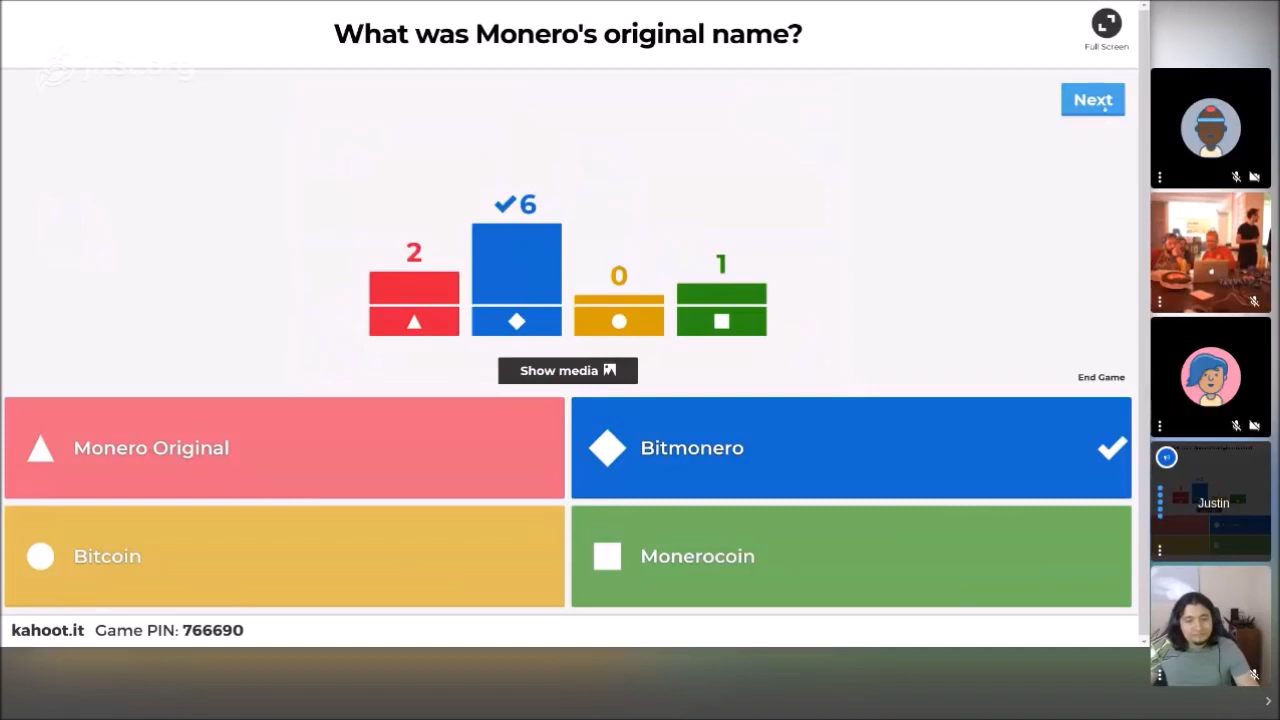 What was Monero's original name?
Full Screen
Next
2
6
0
1
Show media
End Game
Monero Original
Bitmonero
Bitcoin
Monerocoin
kahoot.it Game PIN: 766690
Justin